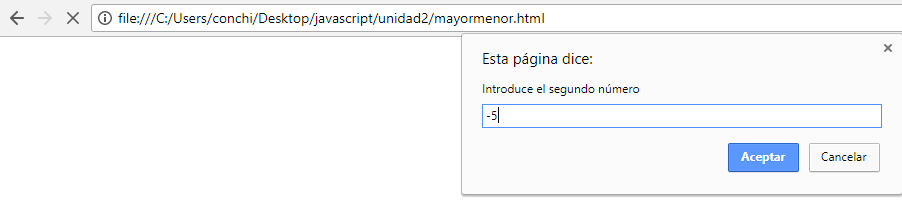 file:///C:/Users/conchi/Desktop/javascript/unidad2/mayormenor.html
Esta página dice:
Introduce el segundo número
-5
Aceptar
Cancelar